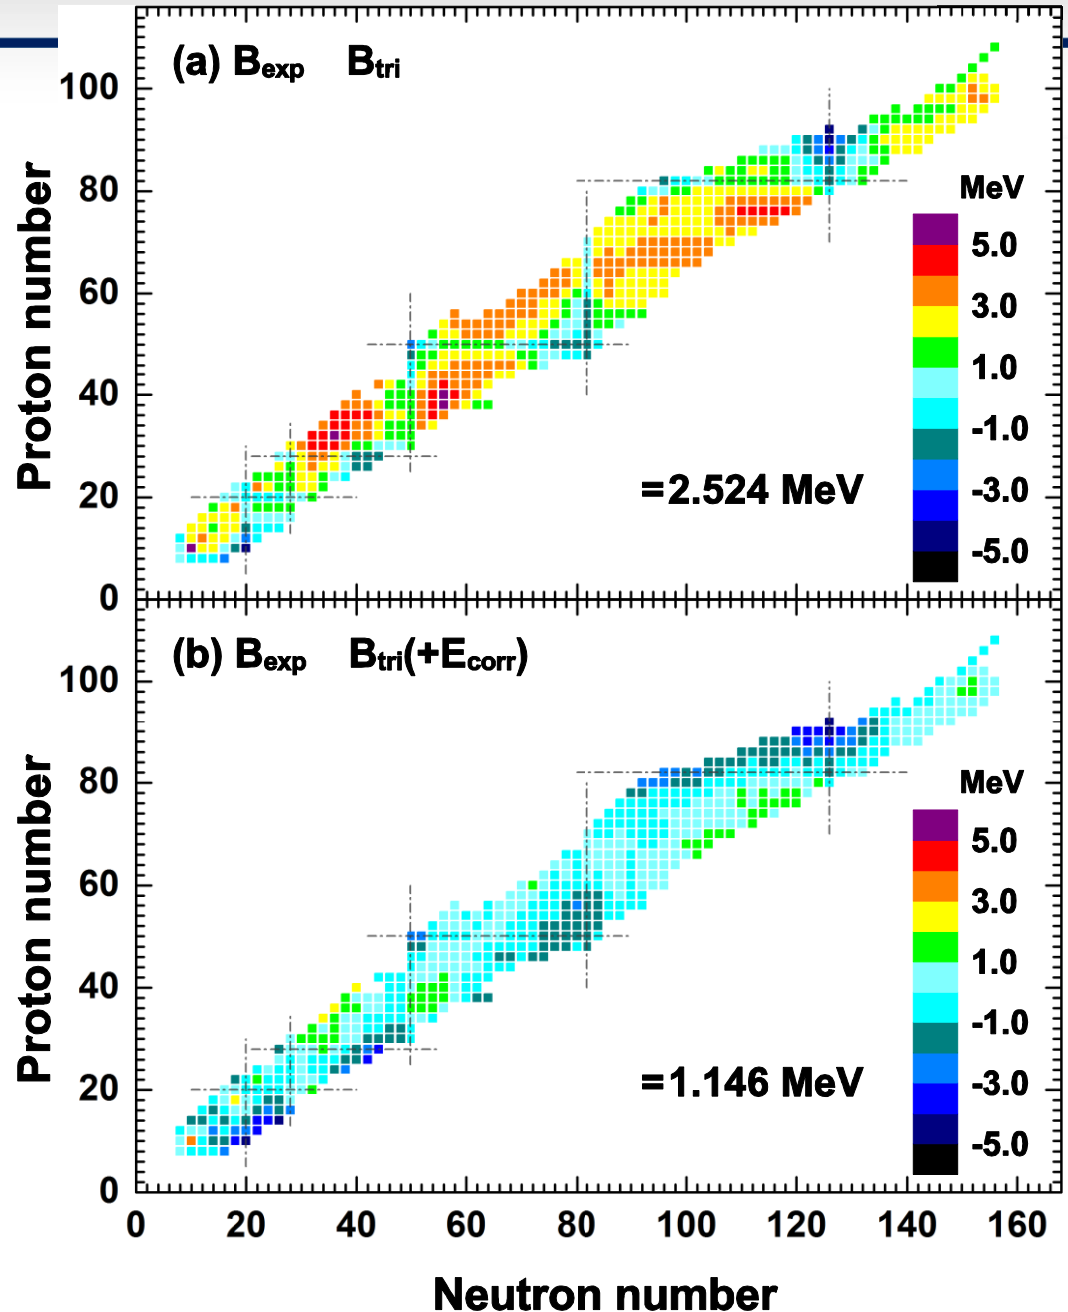 (a) Bexp Btri
MeV
5.0
3.0
1.0
-1.0
-3.0
-5.0
=2.524 MeV
100
80
60
40
20
0
Proton number
(b) Bexp Btri(+Ecorr)
MeV
5.0
3.0
1.0
-1.0
-3.0
-5.0
=1.146 MeV
100
80
60
40
20
0
Proton number
0 20 40 60 80 100 120 140 160
Neutron number